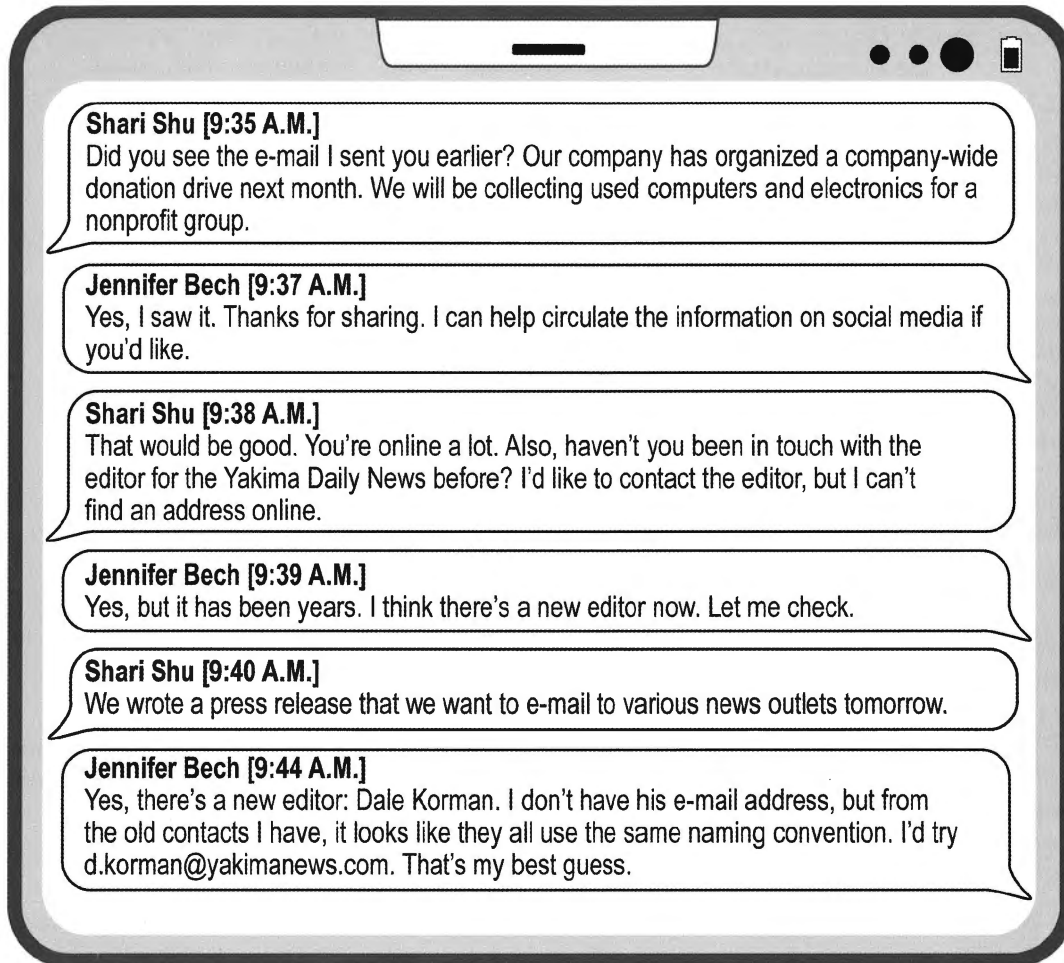 Shari Shu [9:35 A.M.]
Did you see the e-mail I sent you earlier? Our company has organized a company-wide
donation drive next month. We will be collecting used computers and electronics for a
nonprofit group.
Jennifer Bech [9:37 A.M.]
Yes, I saw it. Thanks for sharing. I can help circulate the information on social media if
you'd like.
Shari Shu [9:38 A.M.]
That would be good. You're online a lot. Also, haven't you been in touch with the
editor for the Yakima Daily News before? I'd like to contact the editor, but I can't
find an address online.
Jennifer Bech [9:39 A.M.]
Yes, but it has been years. I think there's a new editor now. Let me check.
Shari Shu [9:40 A.M.]
We wrote a press release that we want to e-mail to various news outlets tomorrow.
Jennifer Bech [9:44 A.M.]
Yes, there's a new editor: Dale Korman. I don't have his e-mail address, but from
the old contacts I have, it looks like they all use the same naming convention. I'd try
d.korman@yakimanews.com. That's my best guess.